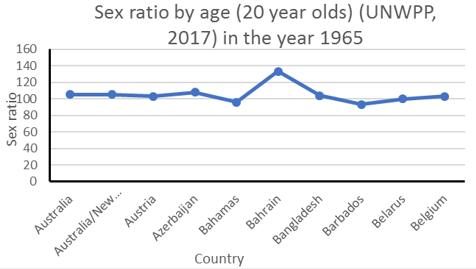 Sex ratio by age (20 year olds) (UNWPP,
2017) in the year 1965
160
140
120
100
80
60
40
20
0
Sex ratio
Australia
Australia/New...
Austria
Azerbaijan
Bahamas
Bahrain
Bangladesh
Barbados
Belarus
Belgium
Country